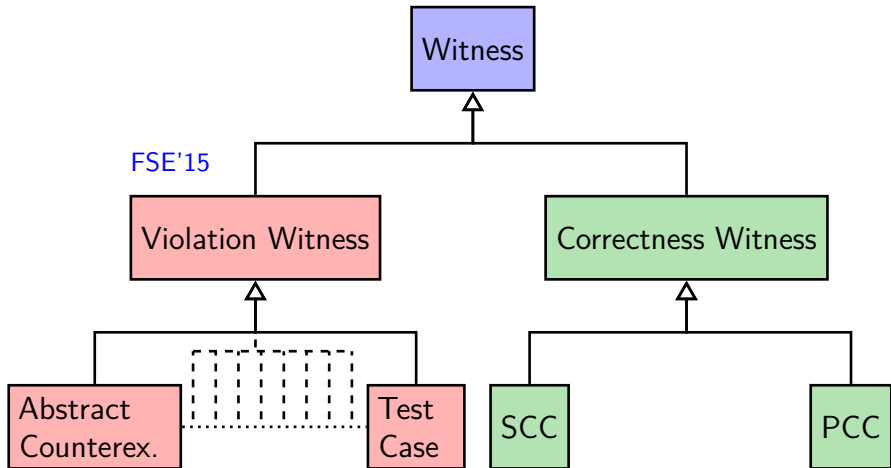 Witness
FSE'15
Violation Witness
Correctness Witness
Abstract
Counterex.
Test
Case
SCC
PCC